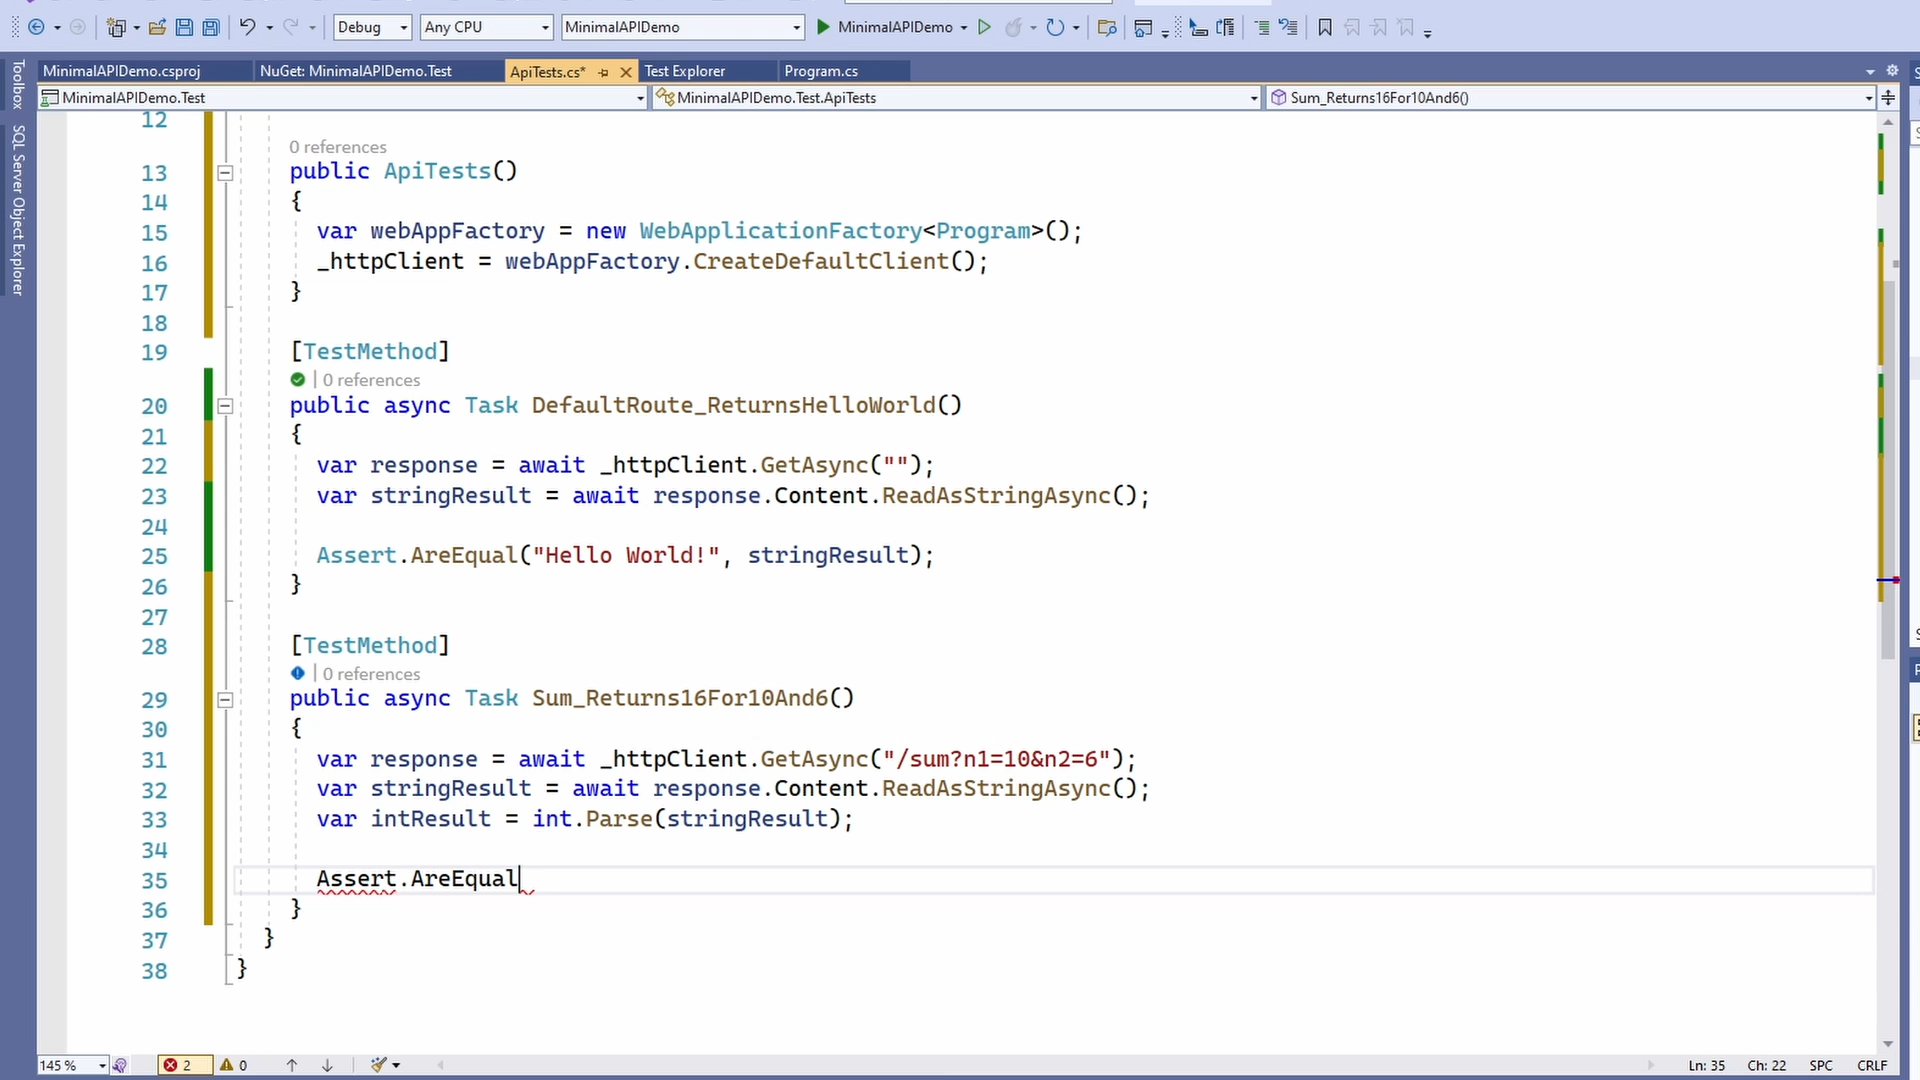 Debug
Any CPU
MinimalAPIDemo
MinimalAPIDemo
MinimalAPIDemo.csproj
NuGet: MinimalAPIDemo.Test
ApiTests.cs*
Test Explorer
Program.cs
MinimalAPIDemo.Test
MinimalAPIDemo.Test.ApiTests
Sum_Returns16For10And6()
Toolbox
SQL Server Object Explorer
12
0 references
13 public ApiTests()
14 {
15 var webAppFactory = new WebApplicationFactory<Program>();
16 _httpClient = webAppFactory.CreateDefaultClient();
17 }
18
19 [TestMethod]
0 references
20 public async Task DefaultRoute_ReturnsHelloWorld()
21 {
22 var response = await _httpClient.GetAsync("");
23 var stringResult = await response.Content.ReadAsStringAsync();
24
25 Assert.AreEqual("Hello World!", stringResult);
26 }
27
28 [TestMethod]
0 references
29 public async Task Sum_Returns16For10And6()
30 {
31 var response = await _httpClient.GetAsync("/sum?n1=10&n2=6");
32 var stringResult = await response.Content.ReadAsStringAsync();
33 var intResult = int.Parse(stringResult);
34
35 Assert.AreEqual
36 }
37 }
38 }
145 %
2
0
Ln: 35
Ch: 22
SPC
CRLF